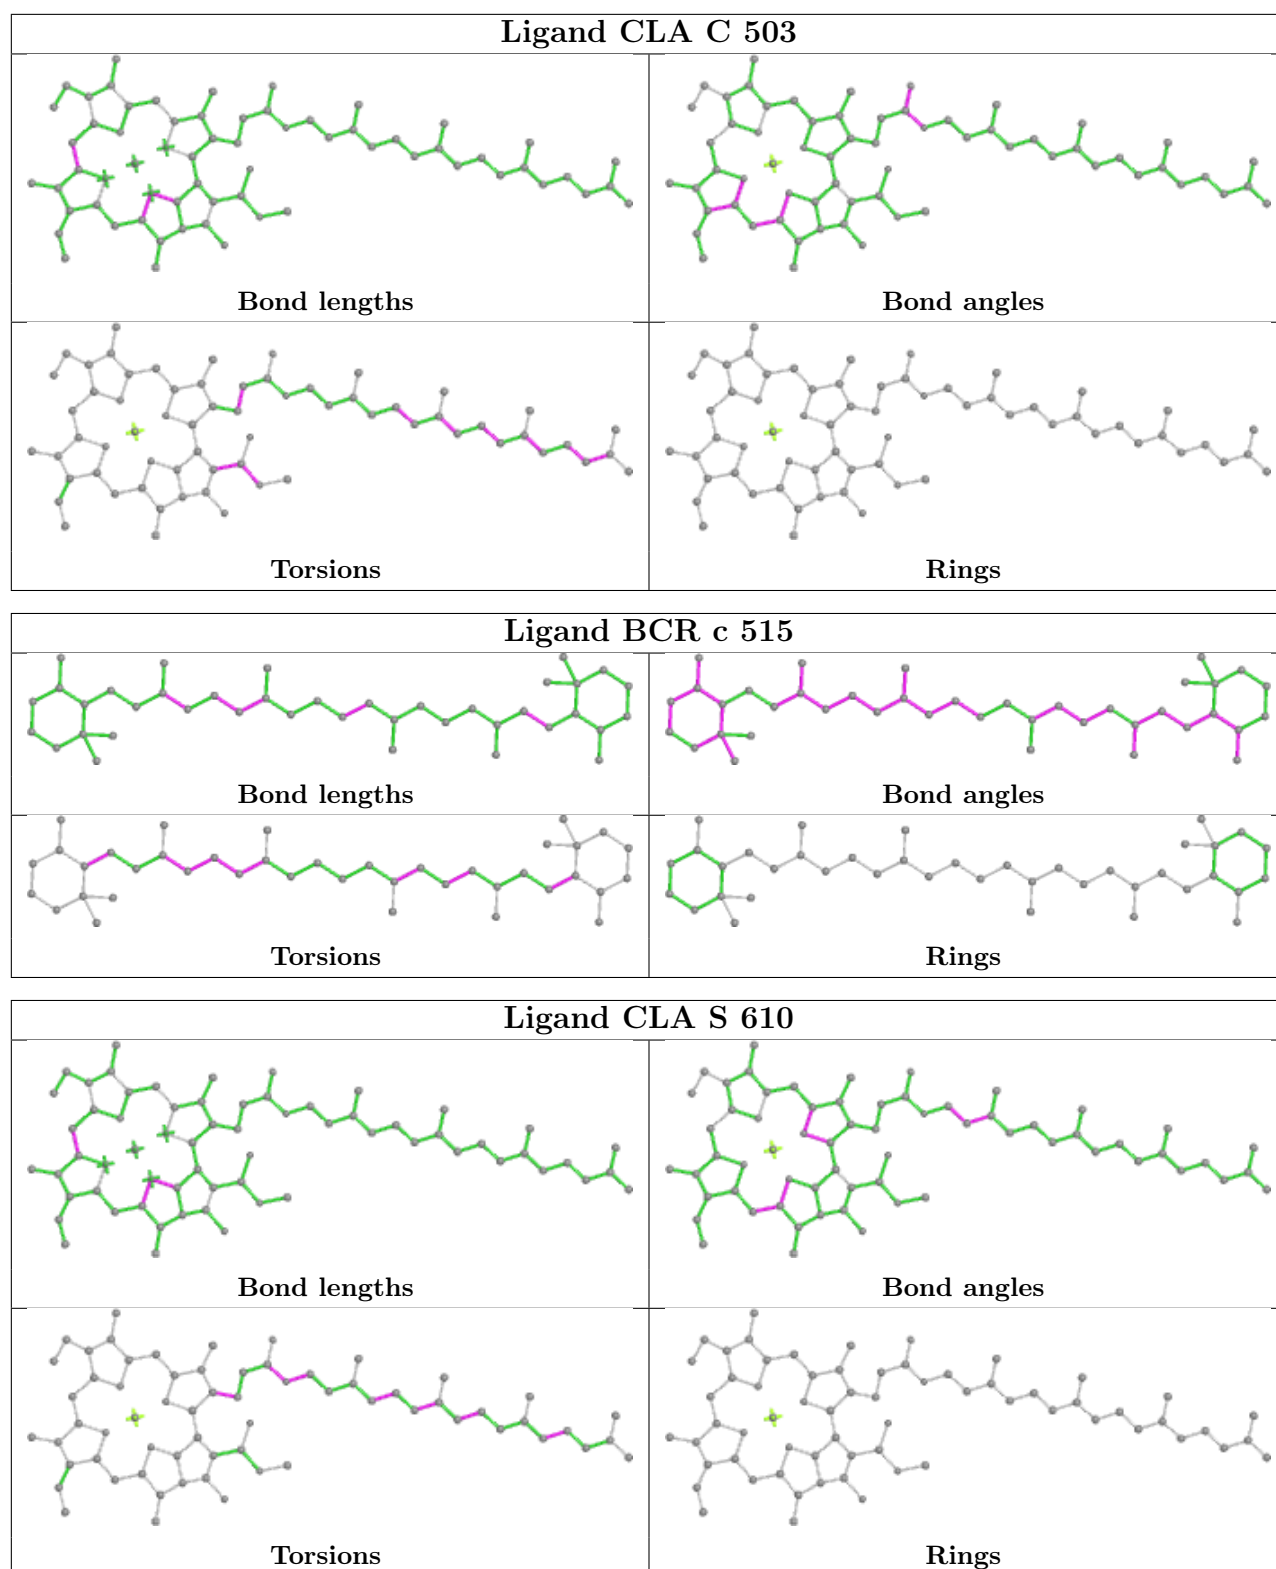 Ligand CLA C 503
Bond lengths
Bond angles
Torsions
Rings
Ligand BCR c 515
Bond lengths
Bond angles
Torsions
Rings
Ligand CLA S 610
Bond lengths
Bond angles
Torsions
Rings